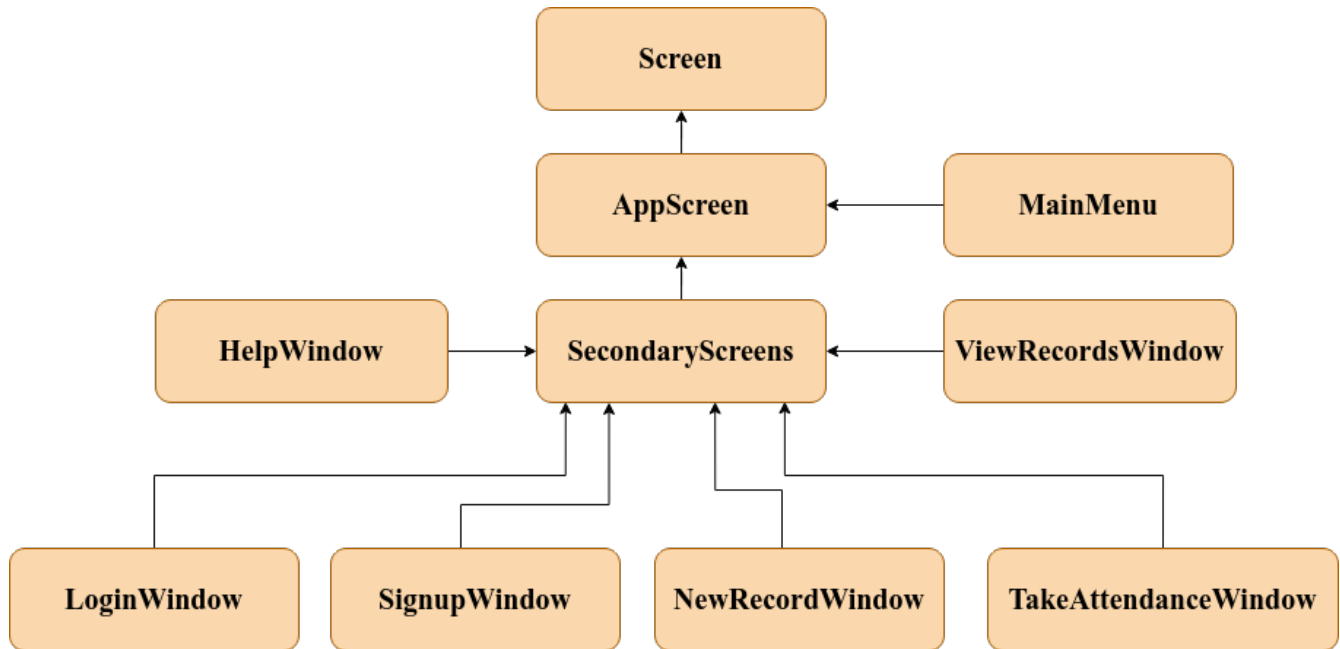 Screen
AppScreen
MainMenu
HelpWindow
SecondaryScreens
ViewRecordsWindow
LoginWindow
SignupWindow
NewRecordWindow
TakeAttendanceWindow